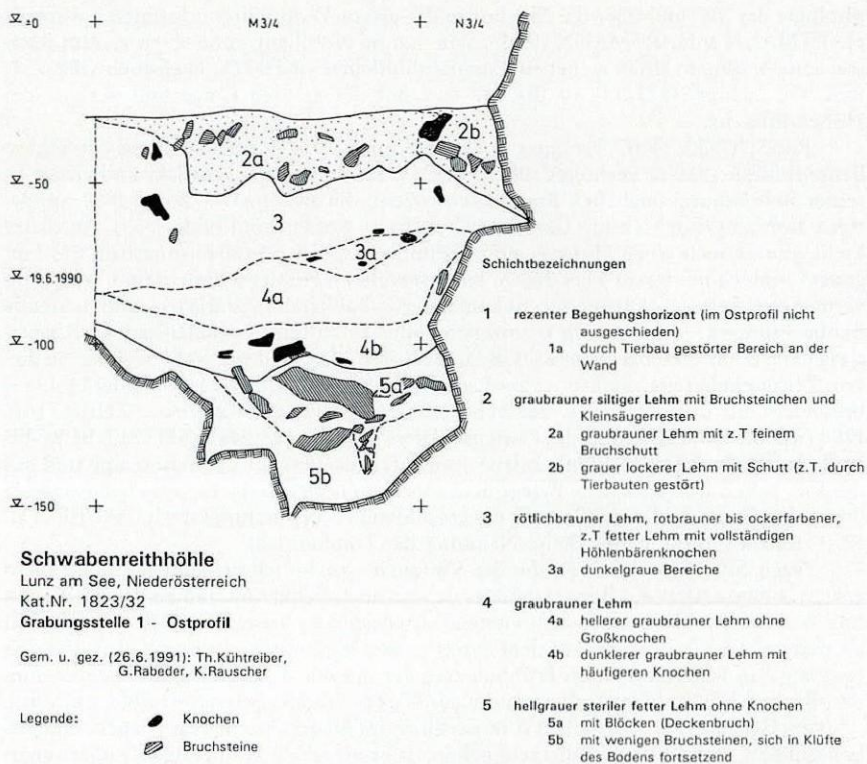 ±0
M3/4
N3/4
2a
2b
-50
3
3a
19.6.1990
4a
-100
4b
5a
5b
-150
Schwabenreithhöhle
Lunz am See, Niederösterreich
Kat.Nr. 1823/32
Grabungsstelle 1 - Ostprofil
Gem. u. gez. (26.6.1991): Th.Kühtreiber,
G.Rabeder, K.Rauscher
Legende:
Knochen
Bruchsteine
Schichtbezeichnungen
1 rezenter Begehungshorizont (im Ostprofil nicht
ausgeschieden)
1a durch Tierbau gestörter Bereich an der
Wand
2 graubrauner siltiger Lehm mit Bruchsteinchen und
Kleinsäugerresten
2a graubrauner Lehm mit z.T feinem
Bruchschutt
2b grauer lockerer Lehm mit Schutt (z.T. durch
Tierbauten gestört)
3 rötlichbrauner Lehm, rotbrauner bis ockerfarbener,
z.T fetter Lehm mit vollständigen
Höhlenbärenknochen
3a dunkelgraue Bereiche
4 graubrauner Lehm
4a hellerer graubrauner Lehm ohne
Großknochen
4b dunklerer graubrauner Lehm mit
häufigeren Knochen
5 hellgrauer steriler fetter Lehm ohne Knochen
5a mit Blöcken (Deckenbruch)
5b mit wenigen Bruchsteinen, sich in Klüfte
des Bodens fortsetzend